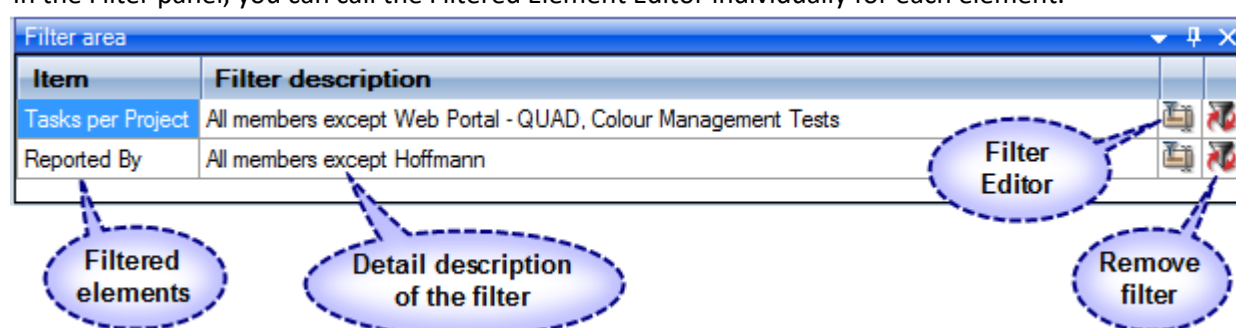 In the Filter panel, you can call the Filtered Element Editor individually for each element.
Filter area
Item Filter description
Tasks per Project All members except Web Portal - QUAD, Colour Management Tests
Reported By All members except Hoffmann
Filter
Editor
Filtered
elements
Detail description
of the filter
Remove
filter